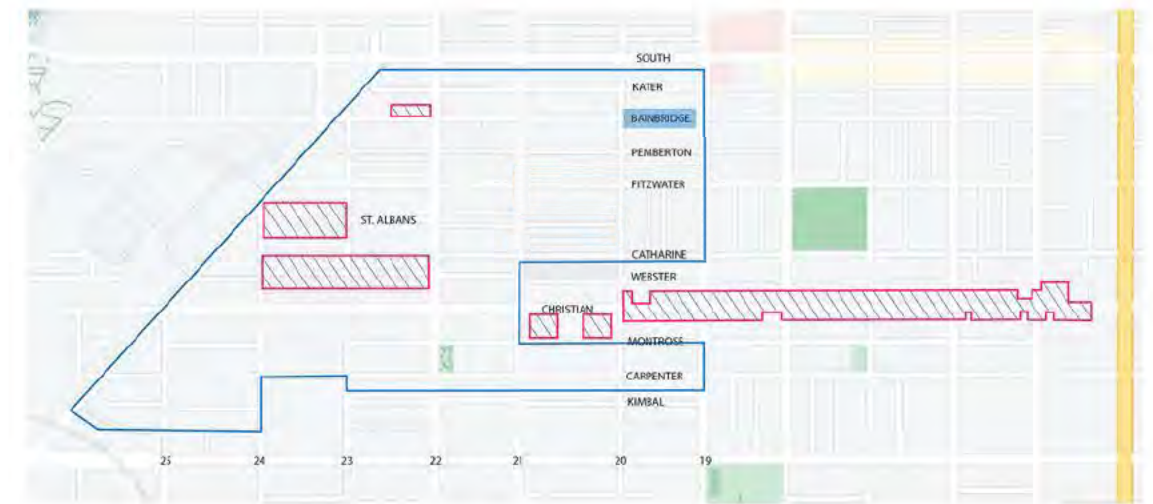 SOUTH
KATER
BAINBRIDGE
PEMBERTON
FITZWATER
ST. ALBANS
CATHARINE
WEBSTER
CHRISTIAN
MONTROSE
CARPENTER
KIMBAL
25 24 23 22 21 20 19